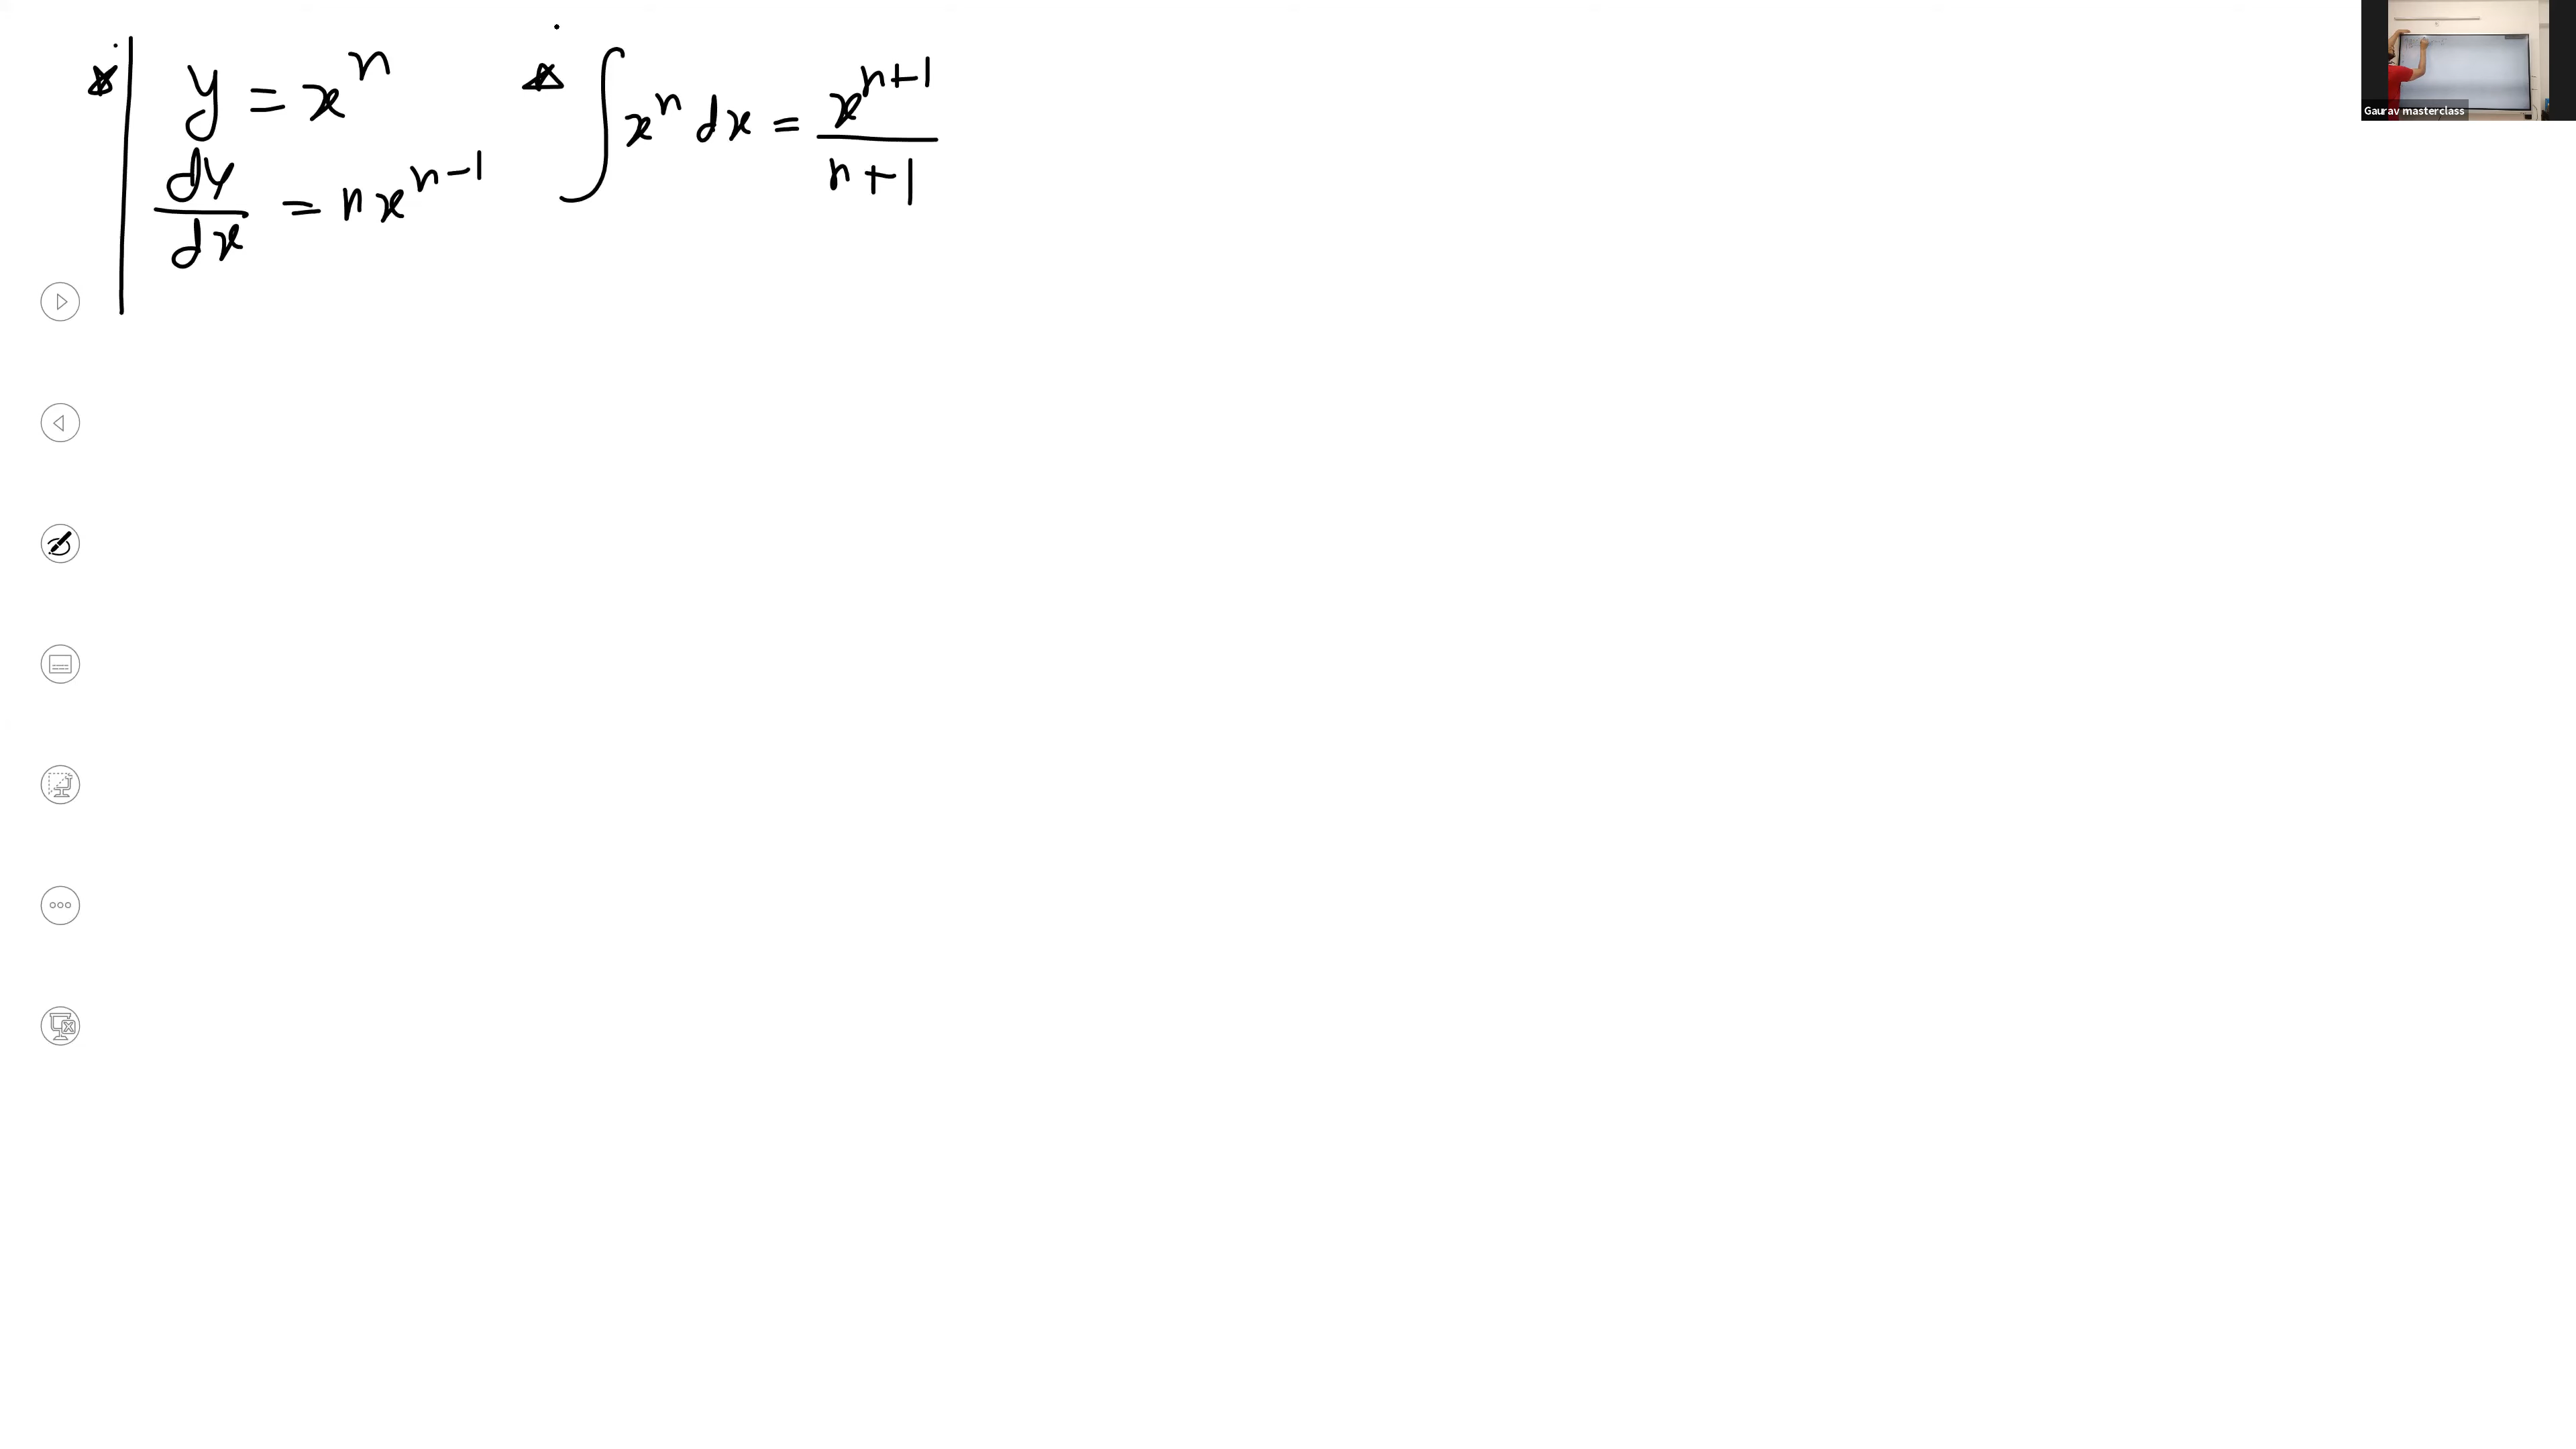 y = x^n
dy/dx = nx^{n-1}
∫ x^n dx = x^{n+1}/n+1
Gaurav masterclass